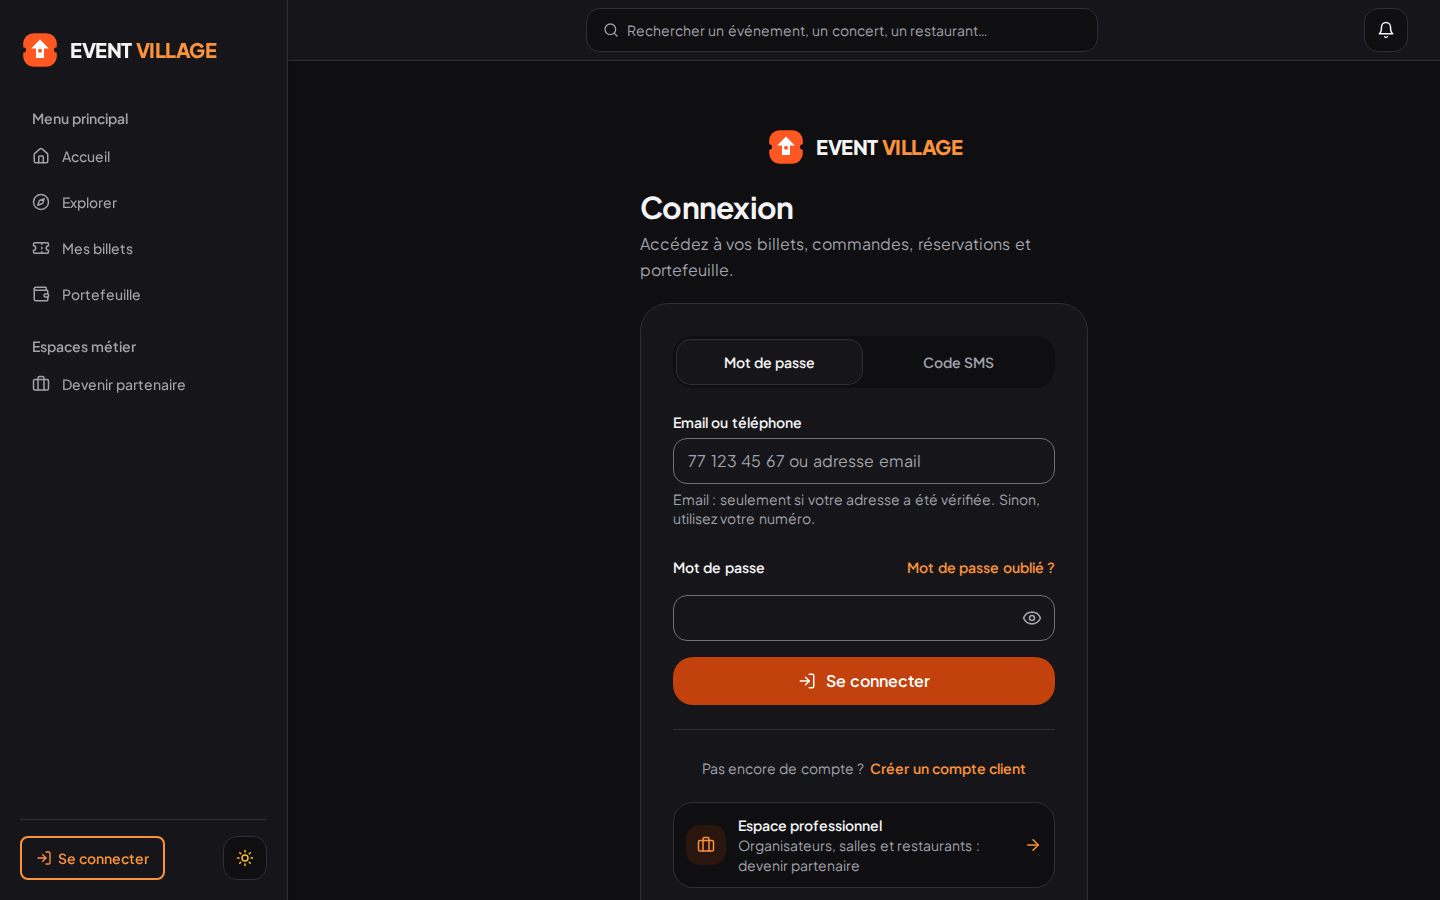 EVENT VILLAGE
Menu principal
Accueil
Explorer
Mes billets
Portefeuille
Espaces métier
Devenir partenaire
Se connecter
Rechercher un événement, un concert, un restaurant…
EVENT VILLAGE
Connexion
Accédez à vos billets, commandes, réservations et
portefeuille.
Mot de passe
Code SMS
Email ou téléphone
77 123 45 67 ou adresse email
Email : seulement si votre adresse a été vérifiée. Sinon,
utilisez votre numéro.
Mot de passe
Mot de passe oublié ?
Se connecter
Pas encore de compte ? Créer un compte client
Espace professionnel
Organisateurs, salles et restaurants :
devenir partenaire